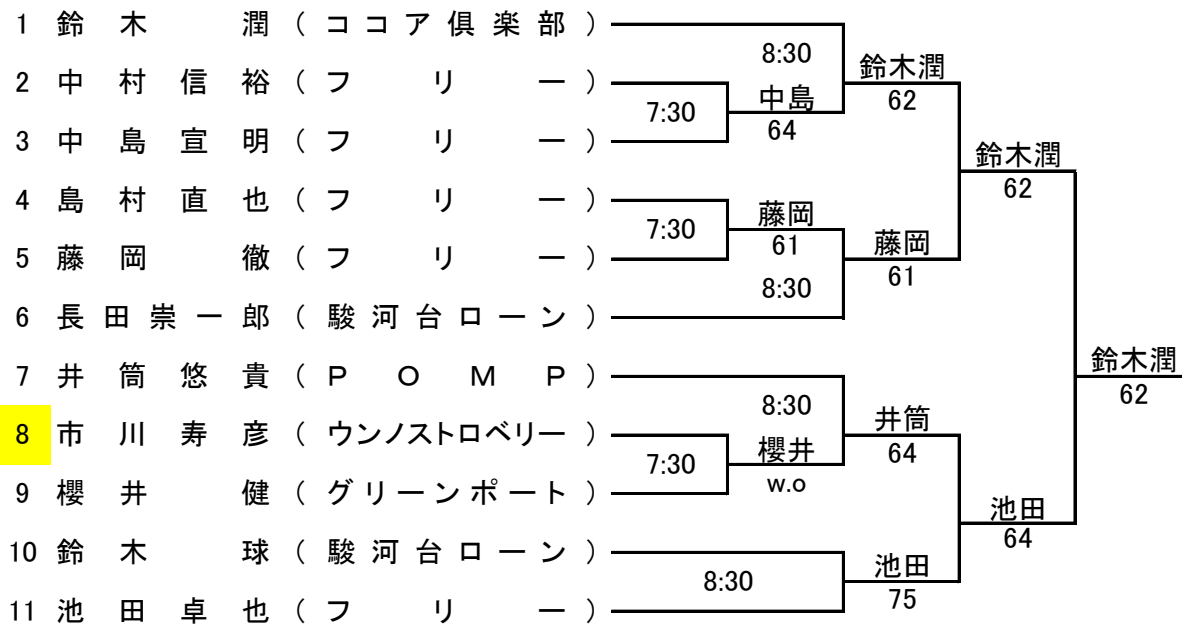 1 鈴木 潤 (ココア俱楽部)
8:30
鈴木潤
2 中村信裕 (フリー)
中島
62
7:30
64
3 中島宣明 (フリー)
鈴木潤
62
4 島村直也 (フリー)
藤岡
7:30
61
藤岡
5 藤岡 徹 (フリー)
61
8:30
6 長田崇一郎 (駿河台ローン)
鈴木潤
62
7 井筒悠貴 (POMP)
8:30
井筒
8 市川寿彦 (ウンノストロベリー)
櫻井
64
7:30
w.o
9 櫻井 健 (グリーンポート)
池田
64
10 鈴木 球 (駿河台ローン)
8:30
池田
75
11 池田卓也 (フリー)